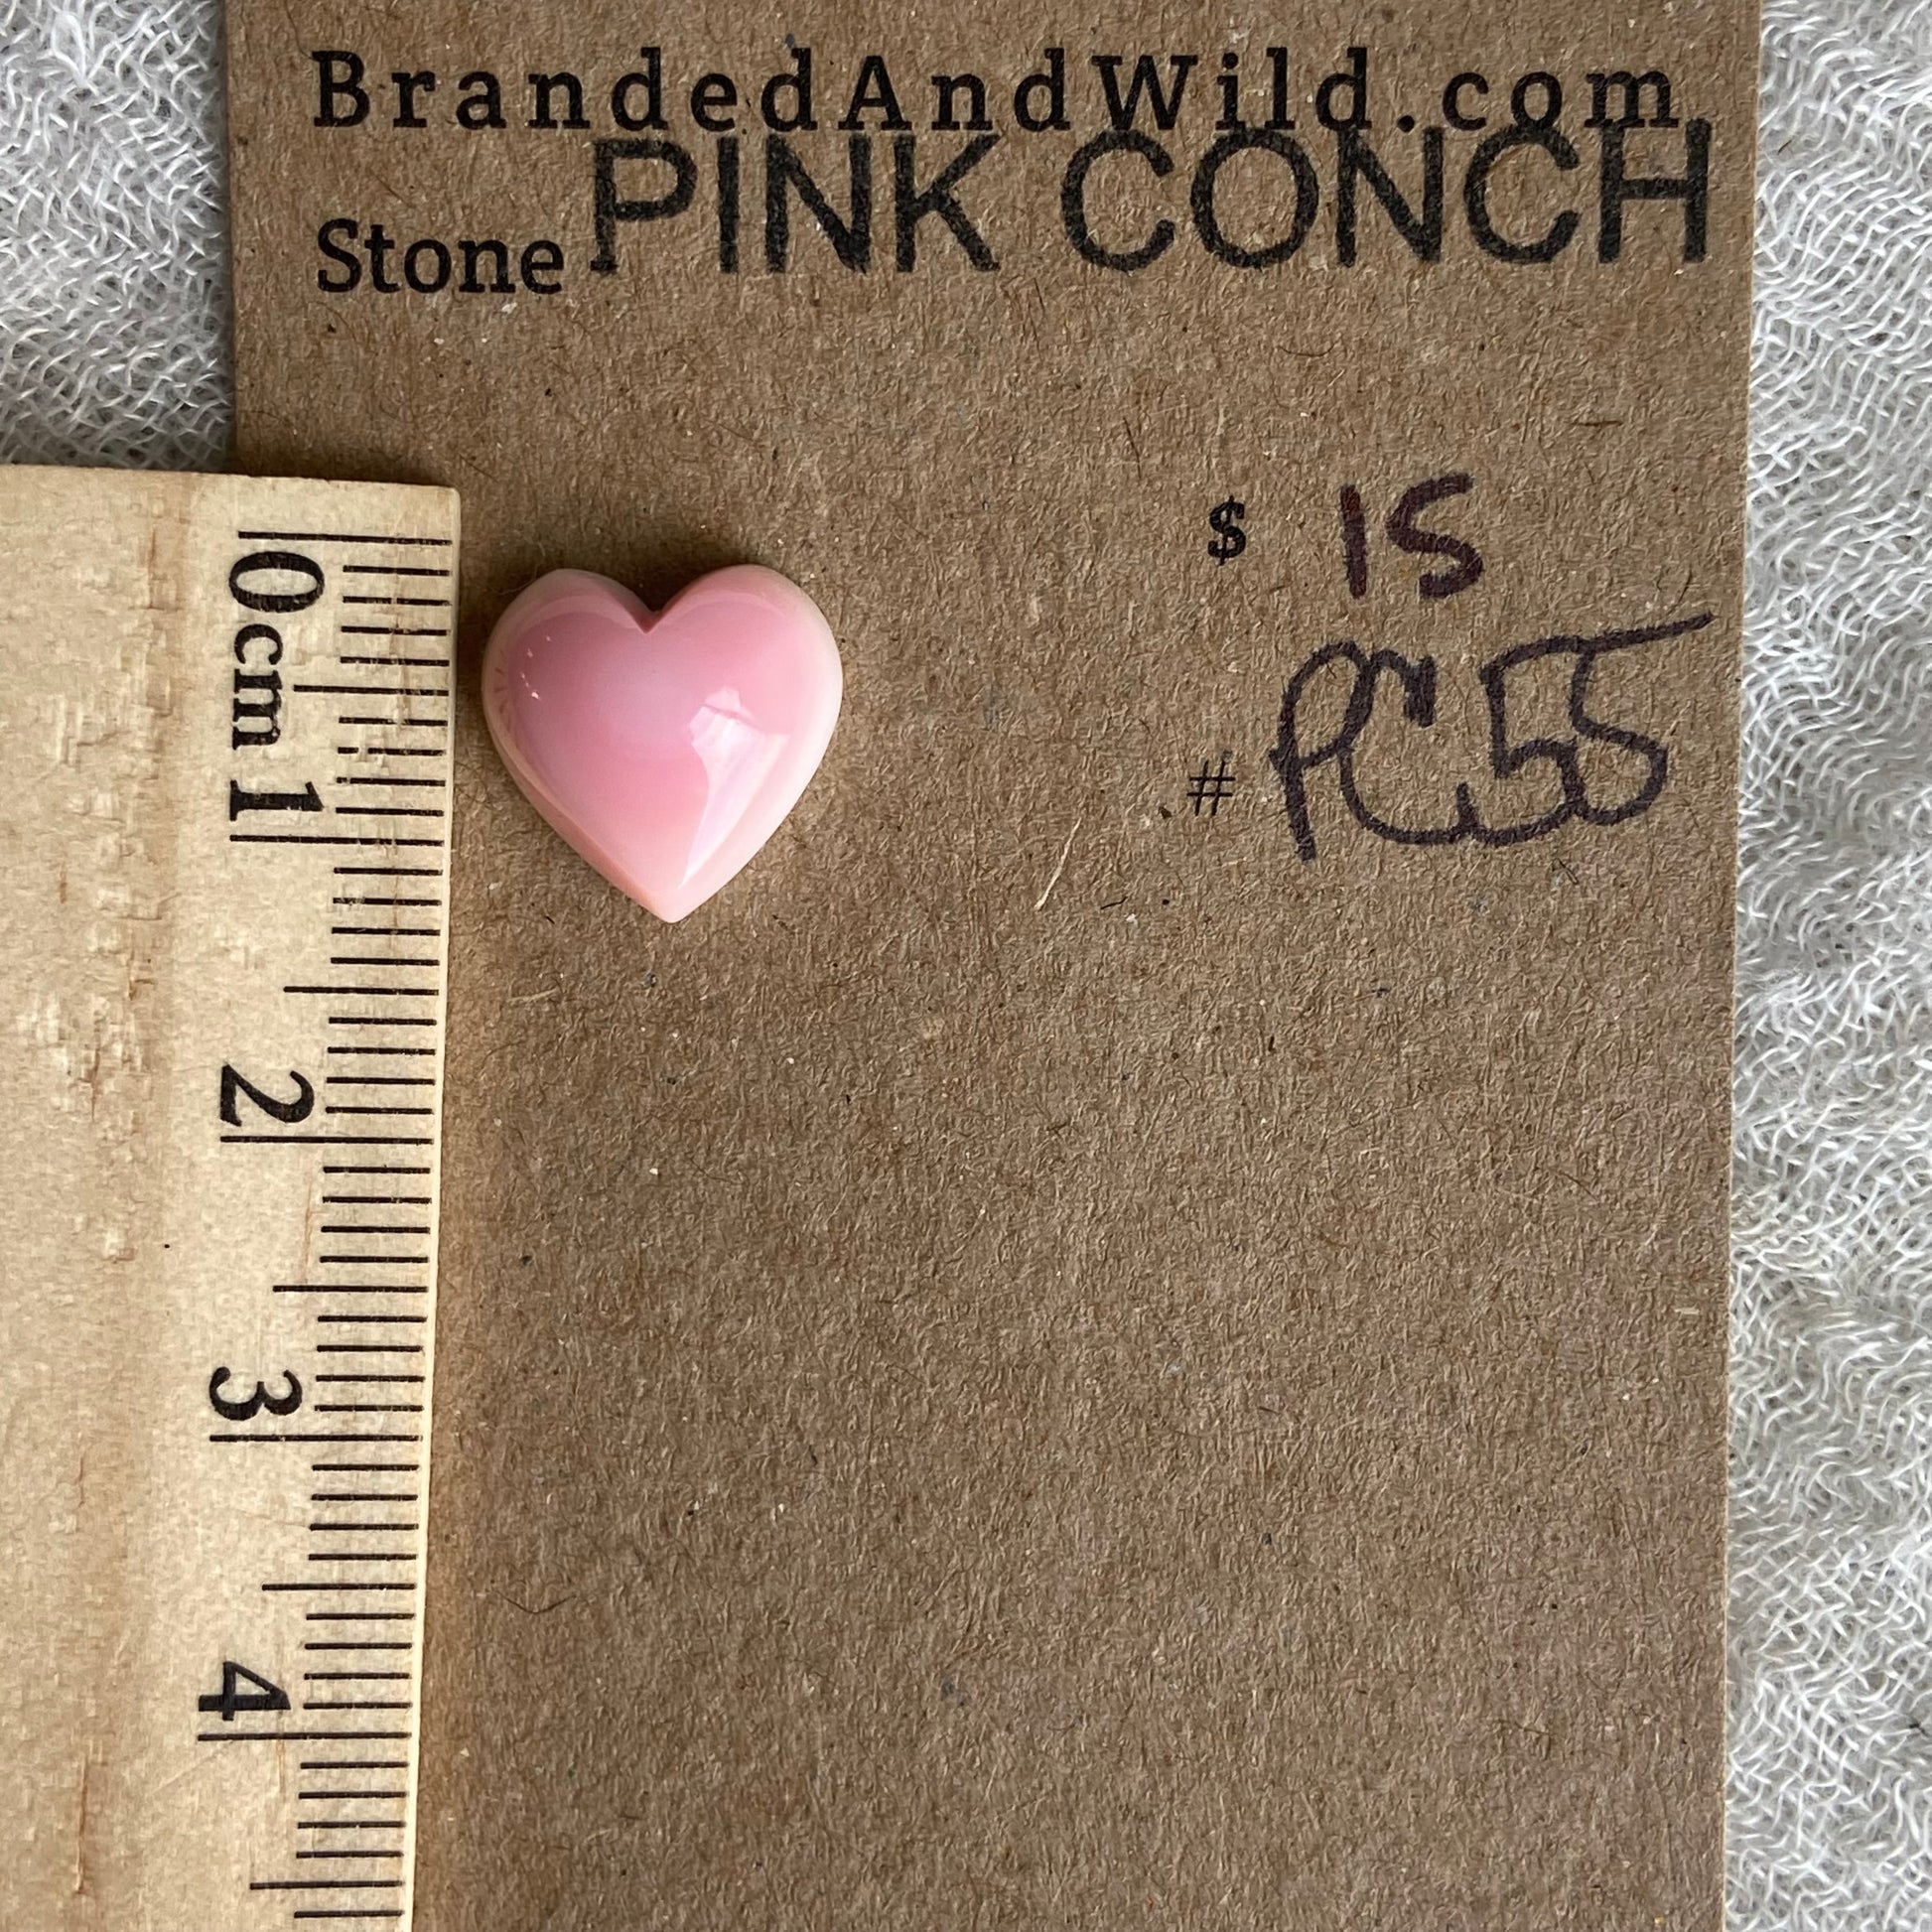 BrandedAndWild.com
Stone PINK CONCH
$ 15
# PC55
0cm 1
2
3
4